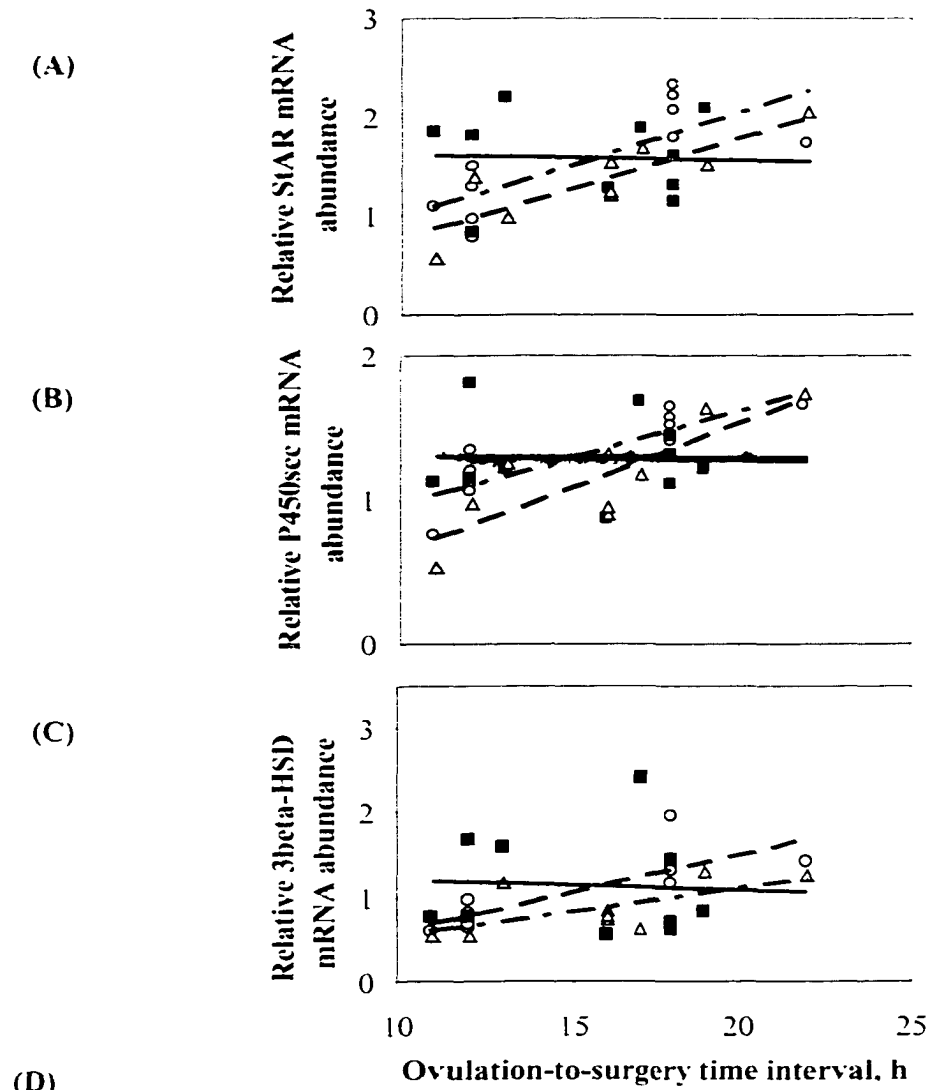 (A)
Relative StAR mRNA
abundance
3
2
1
0
(B)
Relative P450scc mRNA
abundance
2
1
0
(C)
Relative 3beta-HSD
mRNA abundance
3
2
1
0
10 15 20 25
(D) Ovulation-to-surgery time interval, h